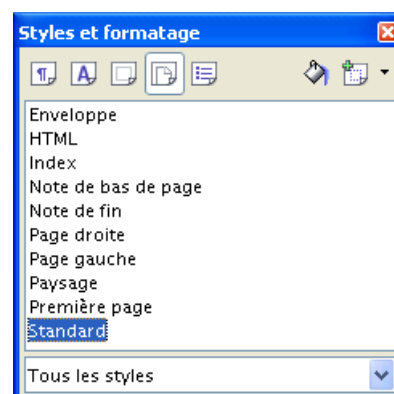 Styles et formatage
Enveloppe
HTML
Index
Note de bas de page
Note de fin
Page droite
Page gauche
Paysage
Première page
Standard
Tous les styles